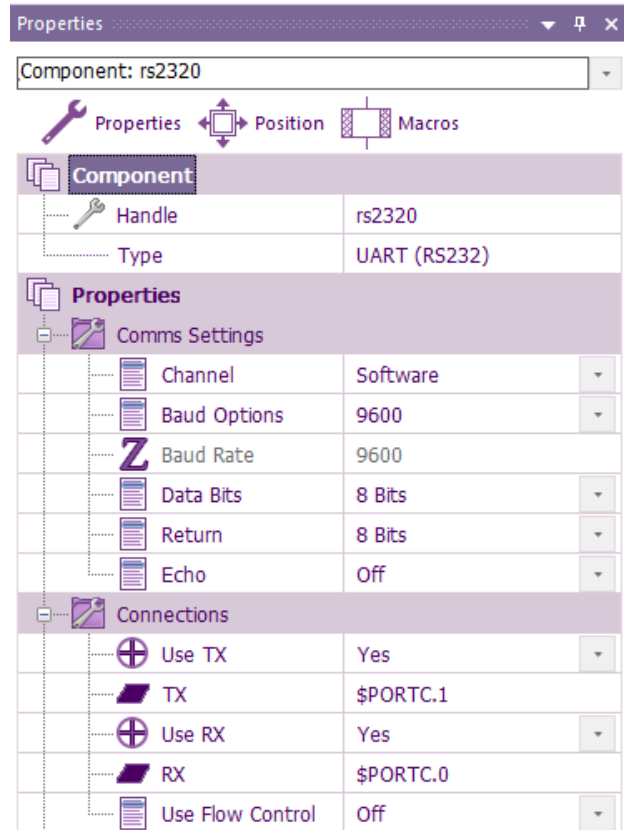 Properties
Component: rs2320
Properties Position Macros
Component
Handle rs2320
Type UART (RS232)
Properties
Comms Settings
Channel Software
Baud Options 9600
Baud Rate 9600
Data Bits 8 Bits
Return 8 Bits
Echo Off
Connections
Use TX Yes
TX $PORTC.1
Use RX Yes
RX $PORTC.0
Use Flow Control Off